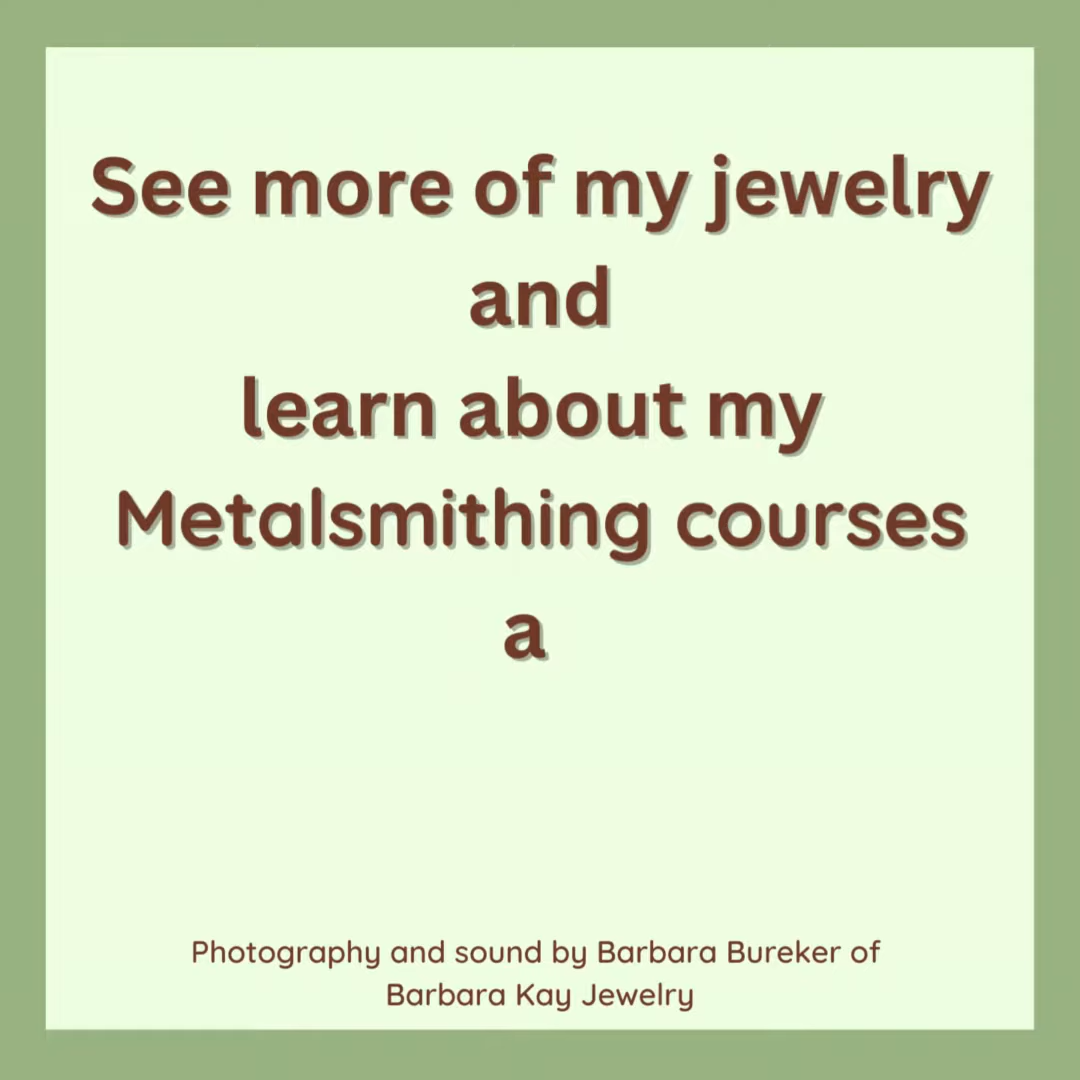 See more of my jewelry
and
learn about my
Metalsmithing courses
a
Photography and sound by Barbara Bureker of
Barbara Kay Jewelry